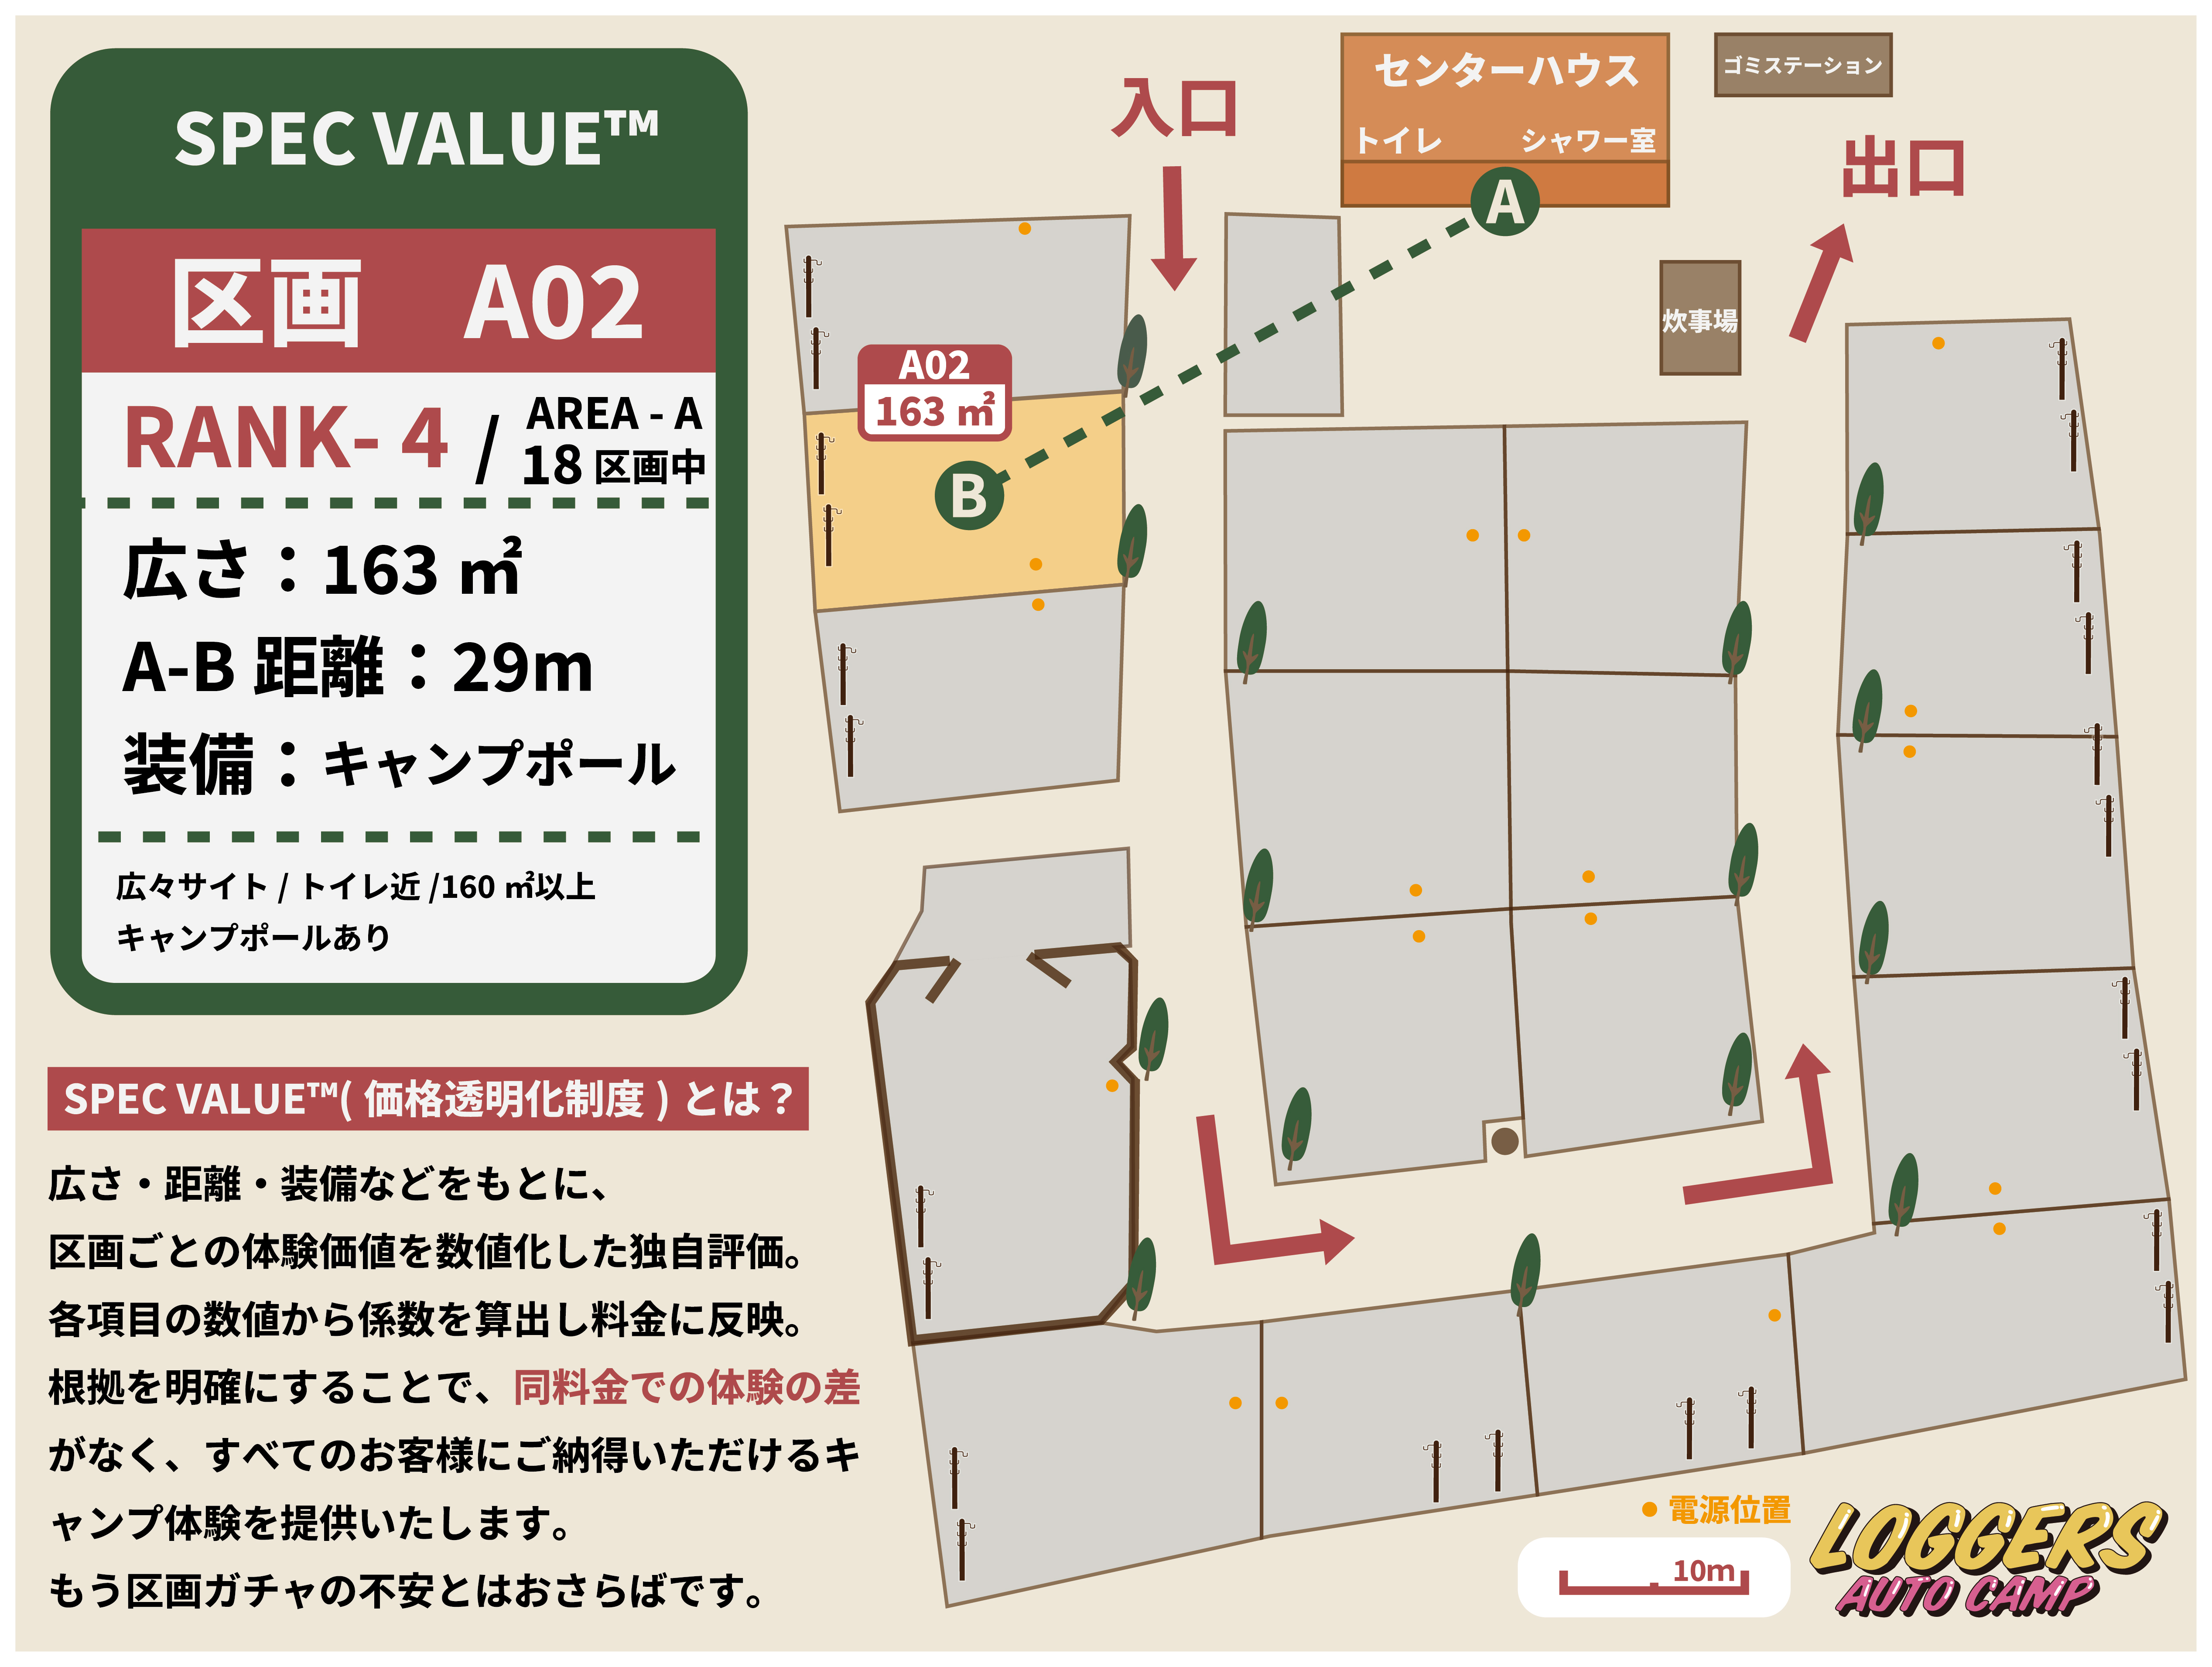 SPEC VALUE™
区画 A02
RANK- 4 / AREA - A
18 区画中
広さ：163 ㎡
A-B 距離：29m
装備：キャンプポール
広々サイト / トイレ近 /160 ㎡以上
キャンプポールあり
SPEC VALUE™( 価格透明化制度 ) とは？
広さ・距離・装備などをもとに、
区画ごとの体験価値を数値化した独自評価。
各項目の数値から係数を算出し料金に反映。
根拠を明確にすることで、同料金での体験の差
がなく、すべてのお客様にご納得いただけるキ
ャンプ体験を提供いたします。
もう区画ガチャの不安とはおさらばです。
入口
センターハウス
トイレ シャワー室
A
ゴミステーション
出口
炊事場
A02
163 ㎡
B
電源位置
10m
LOGGERS
AUTO CAMP